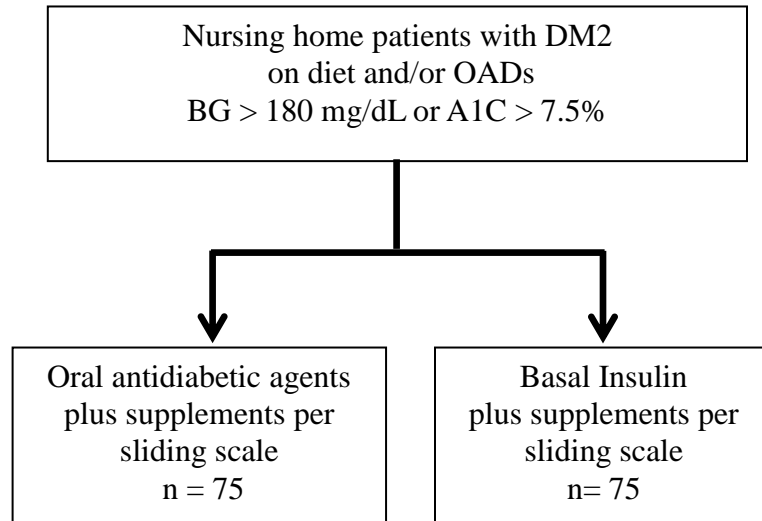 Nursing home patients with DM2
on diet and/or OADs
BG > 180 mg/dL or A1C > 7.5%
Oral antidiabetic agents
plus supplements per
sliding scale
n = 75
Basal Insulin
plus supplements per
sliding scale
n= 75